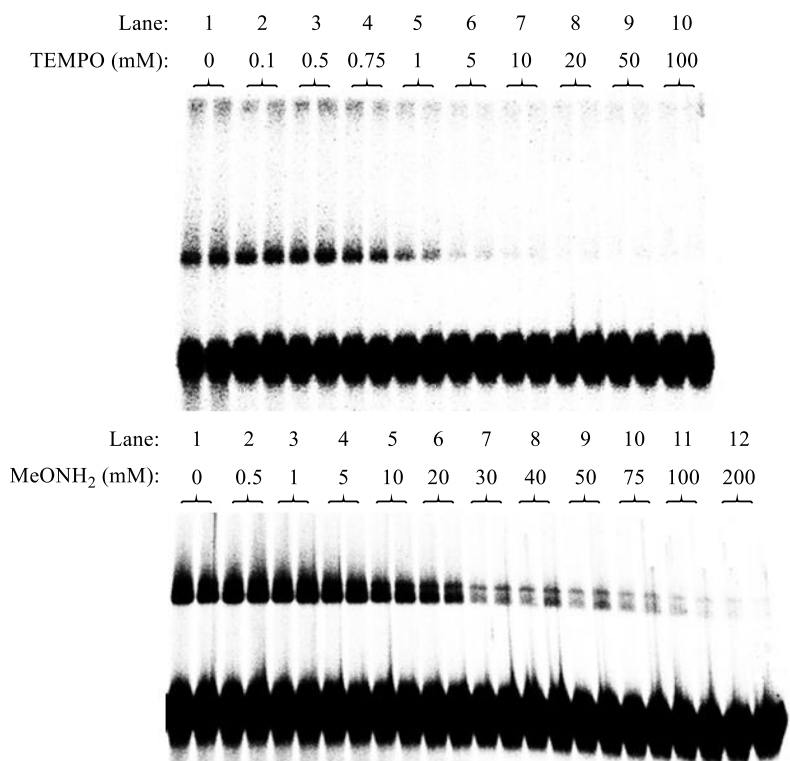 Lane: 1 2 3 4 5 6 7 8 9 10
TEMPO (mM): 0 0.1 0.5 0.75 1 5 10 20 50 100
Lane: 1 2 3 4 5 6 7 8 9 10 11 12
MeONH₂ (mM): 0 0.5 1 5 10 20 30 40 50 75 100 200